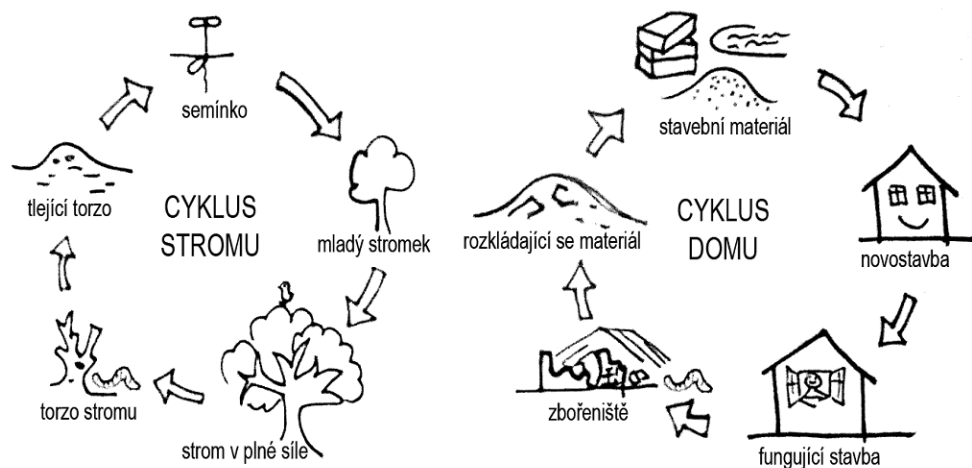 semínko
tlející torzo
CYKLUS
STROMU
mladý stromek
torzo stromu
strom v plné síle
stavební materiál
rozkládající se materiál
CYKLUS
DOMU
novostavba
zbořeniště
fungující stavba